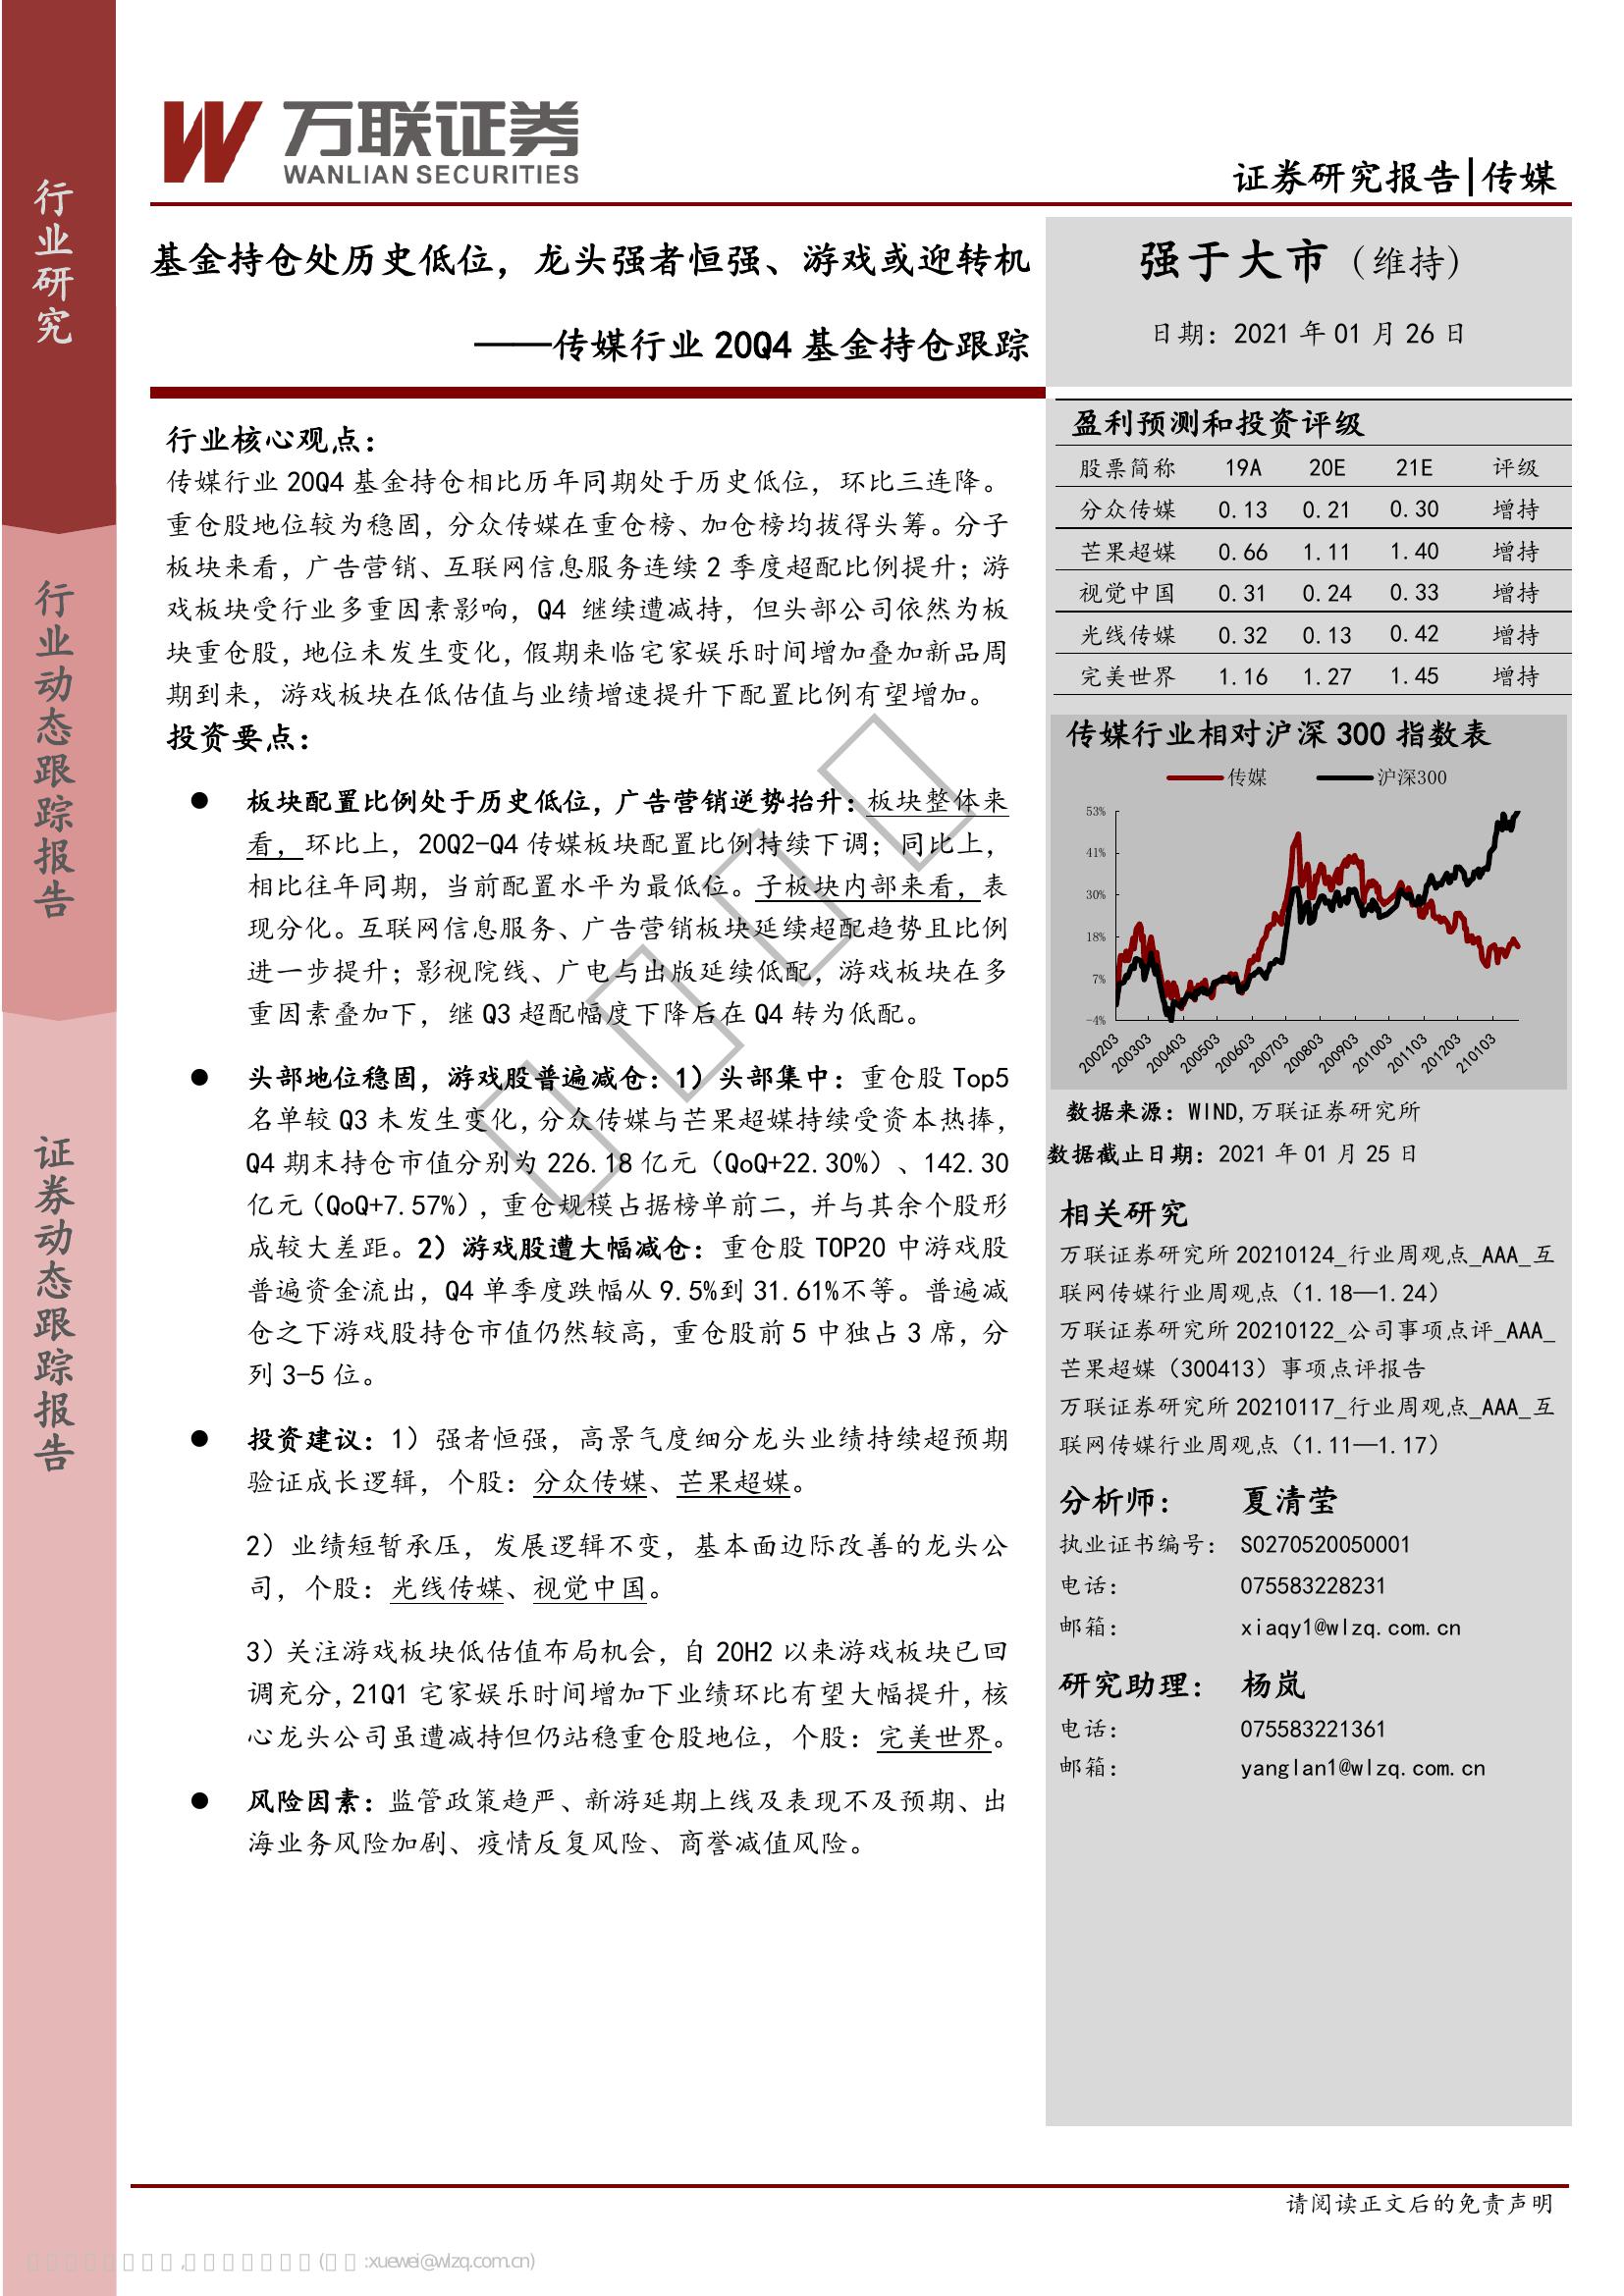 行业研究
行业动态跟踪报告
证券动态跟踪报告
万联证券
WANLIAN SECURITIES
证券研究报告|传媒
基金持仓处历史低位，龙头强者恒强、游戏或迎转机
——传媒行业 20Q4 基金持仓跟踪
强于大市（维持）
日期：2021 年 01 月 26 日
行业核心观点：
传媒行业 20Q4 基金持仓相比历年同期处于历史低位，环比三连降。
重仓股地位较为稳固，分众传媒在重仓榜、加仓榜均拔得头筹。分子
板块来看，广告营销、互联网信息服务连续 2 季度超配比例提升；游
戏板块受行业多重因素影响，Q4 继续遭减持，但头部公司依然为板
块重仓股，地位未发生变化，假期来临宅家娱乐时间增加叠加新品周
期到来，游戏板块在低估值与业绩增速提升下配置比例有望增加。
投资要点：
● 板块配置比例处于历史低位，广告营销逆势抬升：板块整体来
看，环比上，20Q2-Q4 传媒板块配置比例持续下调；同比上，
相比往年同期，当前配置水平为最低位。子板块内部来看，表
现分化。互联网信息服务、广告营销板块延续超配趋势且比例
进一步提升；影视院线、广电与出版延续低配，游戏板块在多
重因素叠加下，继 Q3 超配幅度下降后在 Q4 转为低配。
● 头部地位稳固，游戏股普遍减仓：1）头部集中：重仓股 Top5
名单较 Q3 未发生变化，分众传媒与芒果超媒持续受资本热捧，
Q4 期末持仓市值分别为 226.18 亿元（QoQ+22.30%）、142.30
亿元（QoQ+7.57%），重仓规模占据榜单前二，并与其余个股形
成较大差距。2）游戏股遭大幅减仓：重仓股 TOP20 中游戏股
普遍资金流出，Q4 单季度跌幅从 9.5%到 31.61%不等。普遍减
仓之下游戏股持仓市值仍然较高，重仓股前 5 中独占 3 席，分
列 3-5 位。
● 投资建议：1）强者恒强，高景气度细分龙头业绩持续超预期
验证成长逻辑，个股：分众传媒、芒果超媒。
2）业绩短暂承压，发展逻辑不变，基本面边际改善的龙头公
司，个股：光线传媒、视觉中国。
3）关注游戏板块低估值布局机会，自 20H2 以来游戏板块已回
调充分，21Q1 宅家娱乐时间增加下业绩环比有望大幅提升，核
心龙头公司虽遭减持但仍站稳重仓股地位，个股：完美世界。
● 风险因素：监管政策趋严、新游延期上线及表现不及预期、出
海业务风险加剧、疫情反复风险、商誉减值风险。
盈利预测和投资评级
股票简称 19A 20E 21E 评级
分众传媒 0.13 0.21 0.30 增持
芒果超媒 0.66 1.11 1.40 增持
视觉中国 0.31 0.24 0.33 增持
光线传媒 0.32 0.13 0.42 增持
完美世界 1.16 1.27 1.45 增持
传媒行业相对沪深 300 指数表
传媒 沪深300
53%
41%
30%
18%
7%
-4%
200203 200303 200403 200503 200603 200703 200803 200903 201003 201103 201203 210103
数据来源：WIND,万联证券研究所
数据截止日期：2021 年 01 月 25 日
相关研究
万联证券研究所 20210124_行业周观点_AAA_互
联网传媒行业周观点（1.18—1.24）
万联证券研究所 20210122_公司事项点评_AAA_
芒果超媒（300413）事项点评报告
万联证券研究所 20210117_行业周观点_AAA_互
联网传媒行业周观点（1.11—1.17）
分析师： 夏清莹
执业证书编号： S0270520050001
电话： 075583228231
邮箱： xiaqy1@wlzq.com.cn
研究助理： 杨岚
电话： 075583221361
邮箱： yanglan1@wlzq.com.cn
请阅读正文后的免责声明
:xuewei@wlzq.com.cn)